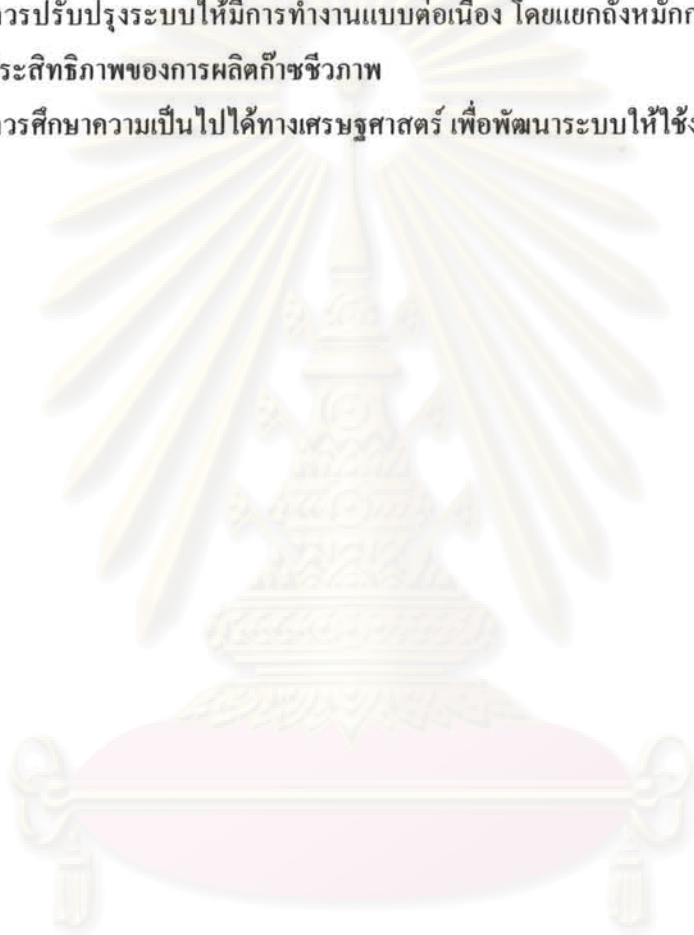 วรปรับปรุงระบบให้มีการทำงานแบบต่อเนื่อง โดยแยกถังหมักก
ระสิทธิภาพของการผลิตก๊าซชีวภาพ
วรศึกษาความเป็นไปได้ทางเศรษฐศาสตร์ เพื่อพัฒนาระบบให้ใช้ง